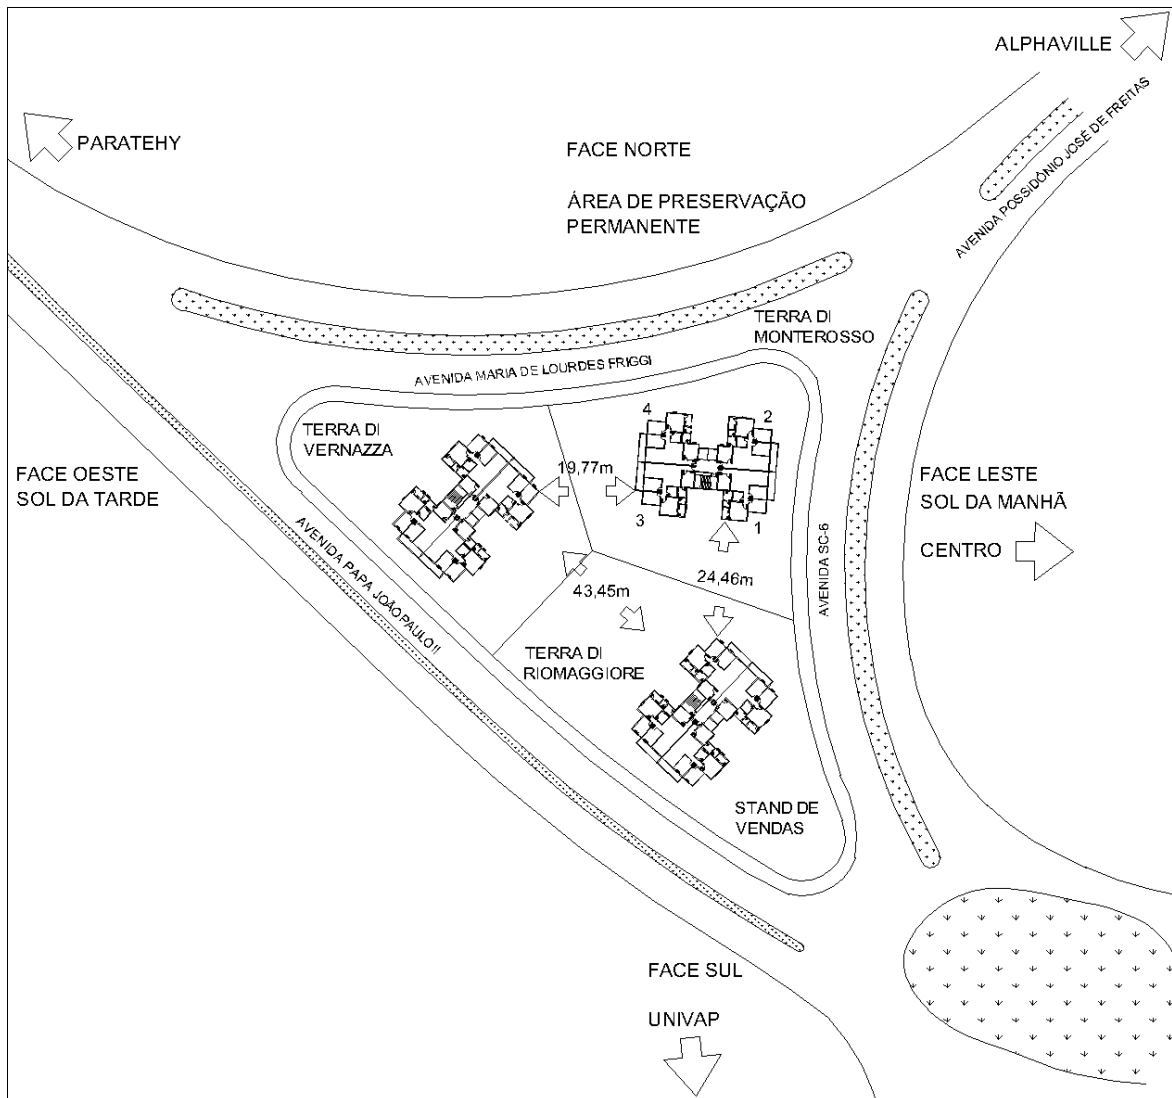 ALPHAVILLE
PARATEHY
AVENIDA POSSIDÔNIO JOSÉ DE FREITAS
FACE NORTE
ÁREA DE PRESERVAÇÃO
PERMANENTE
TERRA DI
MONTEROSSO
AVENIDA MARIA DE LOURDES FRIGGI
4
2
TERRA DI
VERNAZZA
19,77m
FACE OESTE
SOL DA TARDE
FACE LESTE
SOL DA MANHÃ
3
1
AVENIDA PAPA JOÃO PAULO II
AVENIDA SC-6
CENTRO
24,46m
43,45m
TERRA DI
RIOMAGGIORE
STAND DE
VENDAS
FACE SUL
UNIVAP